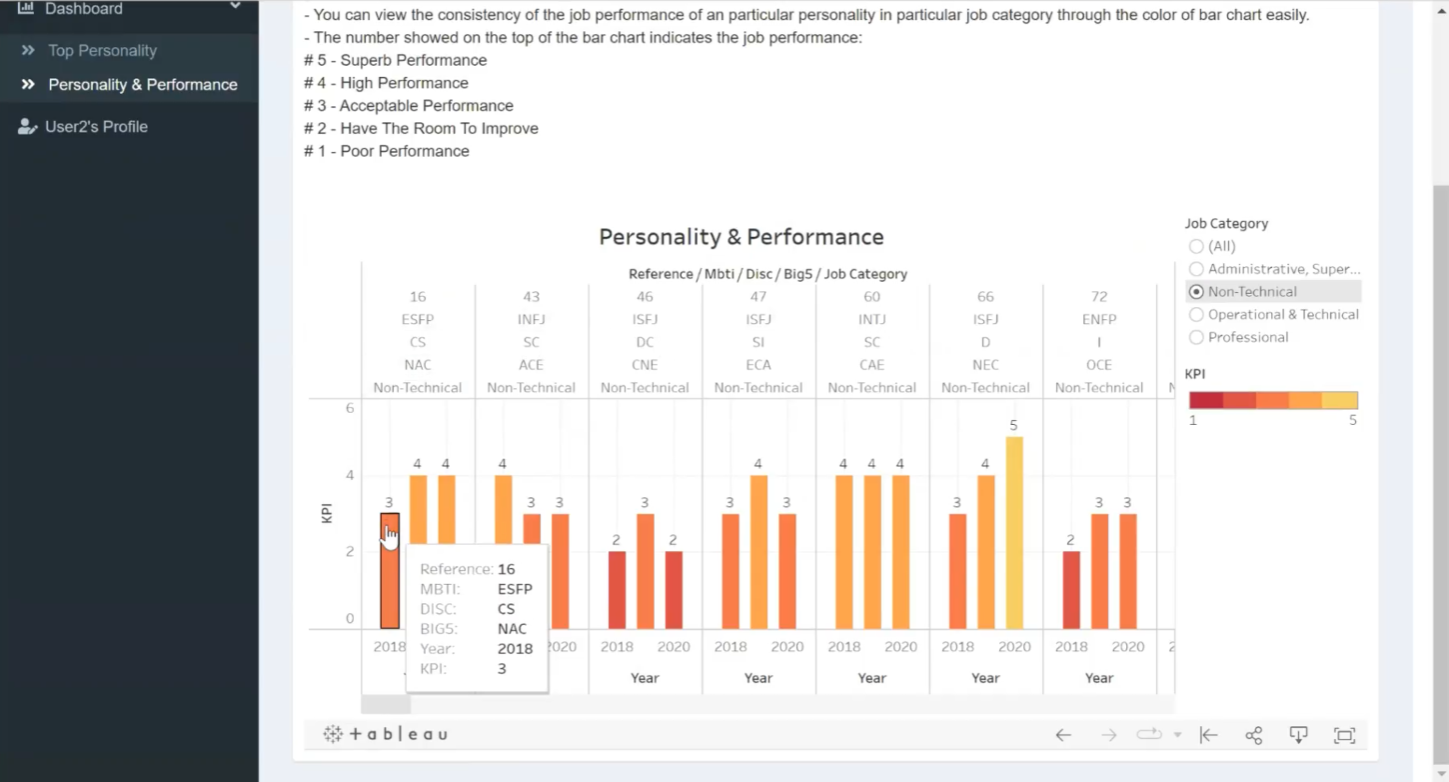 Dashboard
- You can view the consistency of the job performance of an particular personality in particular job category through the color of bar chart easily.
- The number showed on the top of the bar chart indicates the job performance:
Top Personality
# 5 - Superb Performance
Personality & Performance
# 4 - High Performance
# 3 - Acceptable Performance
User2's Profile
# 2 - Have The Room To Improve
# 1 - Poor Performance
Personality & Performance
Reference / Mbti / Disc / Big5 / Job Category
16 43 46 47 60 66 72
ESFP INFJ ISFJ ISFJ INTJ ISFJ ENFP
CS SC DC SI SC D I
NAC ACE CNE ECA CAE NEC OCE
Non-Technical Non-Technical Non-Technical Non-Technical Non-Technical Non-Technical Non-Technical
Job Category
(All)
Administrative, Super...
Non-Technical
Operational & Technical
Professional
KPI
1 5
6
4
2
0
KPI
3 4 4 4 3 3 2 3 2 3 4 3 4 4 4 3 4 5 2 3 3
Reference: 16
MBTI: ESFP
DISC: CS
BIG5: NAC
Year: 2018
KPI: 3
2018 2020 2018 2020 2018 2020 2018 2020 2018 2020 2018 2020
Year Year Year Year Year
+ a b l e a u